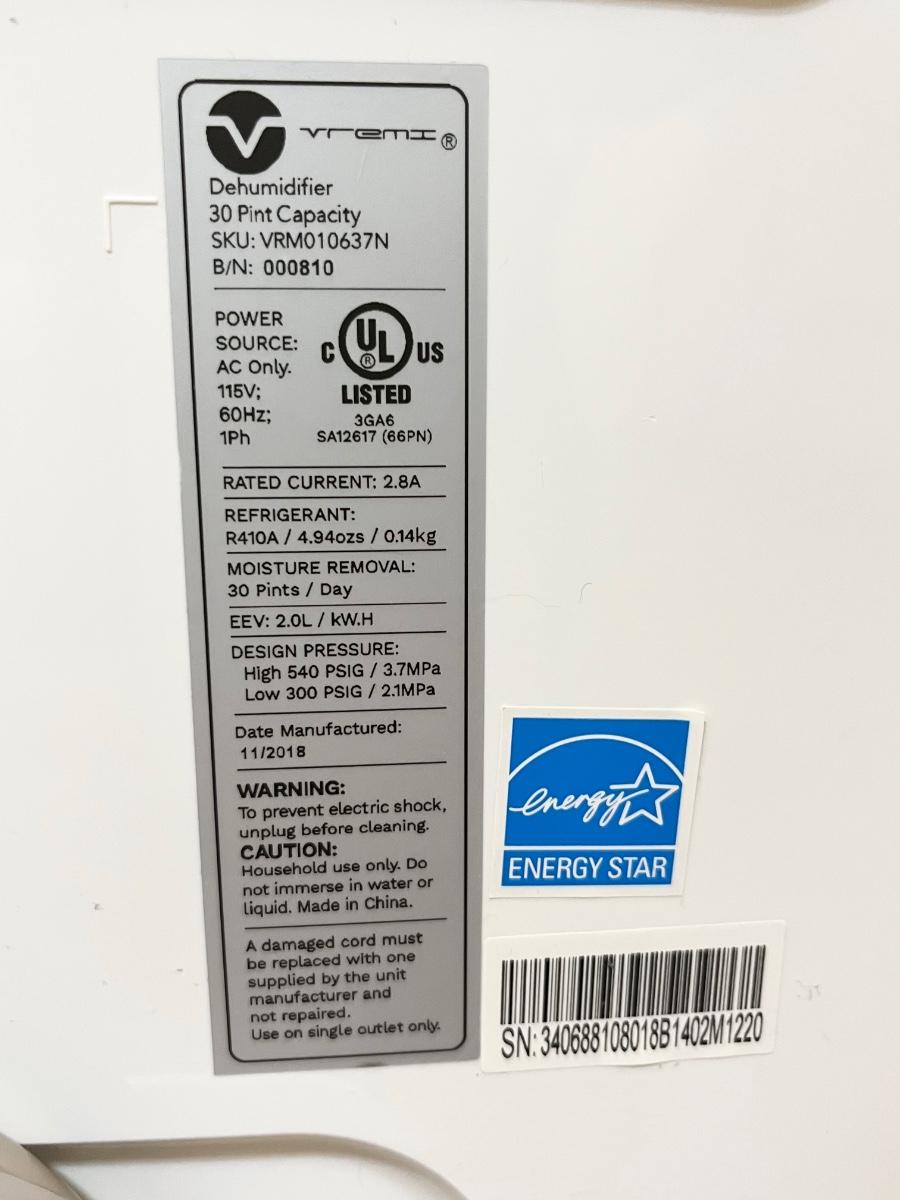 vremi®
Dehumidifier
30 Pint Capacity
SKU: VRM010637N
B/N: 000810
POWER
SOURCE:
AC Only.
115V;
60Hz;
1Ph
C UL® US
LISTED
3GA6
SA12617 (66PN)
RATED CURRENT: 2.8A
REFRIGERANT:
R410A / 4.94ozs / 0.14kg
MOISTURE REMOVAL:
30 Pints / Day
EEV: 2.0L / kW.H
DESIGN PRESSURE:
High 540 PSIG / 3.7MPa
Low 300 PSIG / 2.1MPa
Date Manufactured:
11/2018
WARNING:
To prevent electric shock,
unplug before cleaning.
CAUTION:
Household use only. Do
not immerse in water or
liquid. Made in China.
A damaged cord must
be replaced with one
supplied by the unit
manufacturer and
not repaired.
Use on single outlet only.
energy
ENERGY STAR
SN: 340688108018B1402M1220